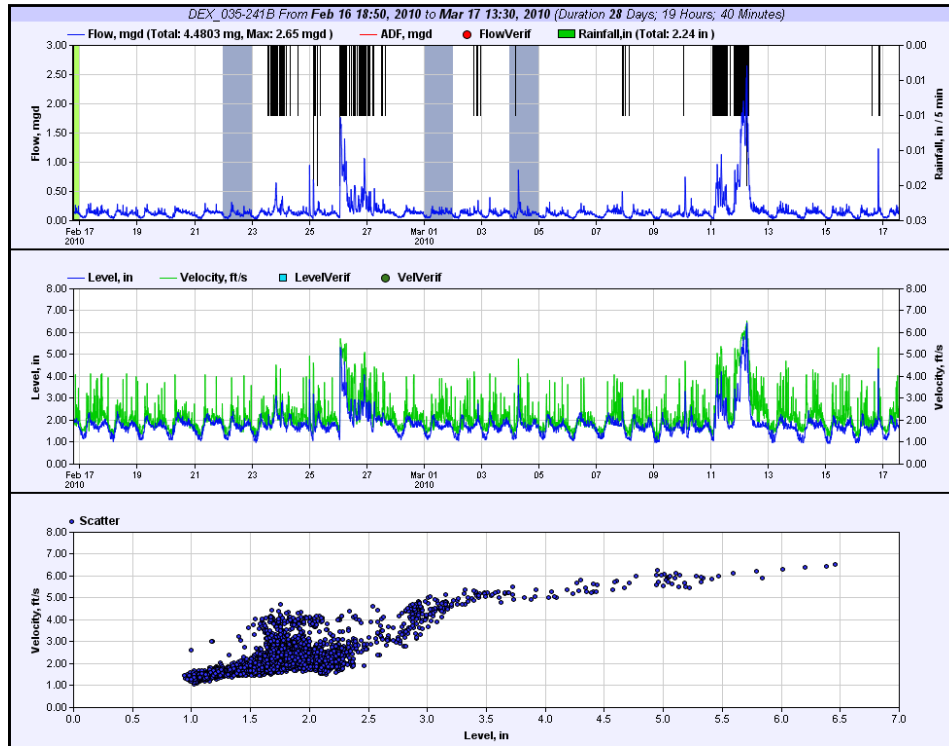 DEX_035-241B From Feb 16 18:50, 2010 to Mar 17 13:30, 2010 (Duration 28 Days; 19 Hours; 40 Minutes)
Flow, mgd (Total: 4.4803 mg, Max: 2.65 mgd ) ADF, mgd FlowVerif Rainfall,in (Total: 2.24 in )
3.00 0.00
2.50 0.01
2.00 0.01
1.50 0.01
1.00 0.02
0.50 0.02
0.00 0.03
Flow, mgd
Rainfall, in / 5 min
Feb 17 19 21 23 25 27 Mar 01 03 05 07 09 11 13 15 17
2010 2010
Level, in Velocity, ft/s LevelVerif VelVerif
8.00 8.00
7.00 7.00
6.00 6.00
5.00 5.00
4.00 4.00
3.00 3.00
2.00 2.00
1.00 1.00
0.00 0.00
Level, in
Velocity, ft/s
Feb 17 19 21 23 25 27 Mar 01 03 05 07 09 11 13 15 17
2010 2010
Scatter
8.00
7.00
6.00
5.00
4.00
3.00
2.00
1.00
0.00
Velocity, ft/s
0.0 0.5 1.0 1.5 2.0 2.5 3.0 3.5 4.0 4.5 5.0 5.5 6.0 6.5 7.0
Level, in